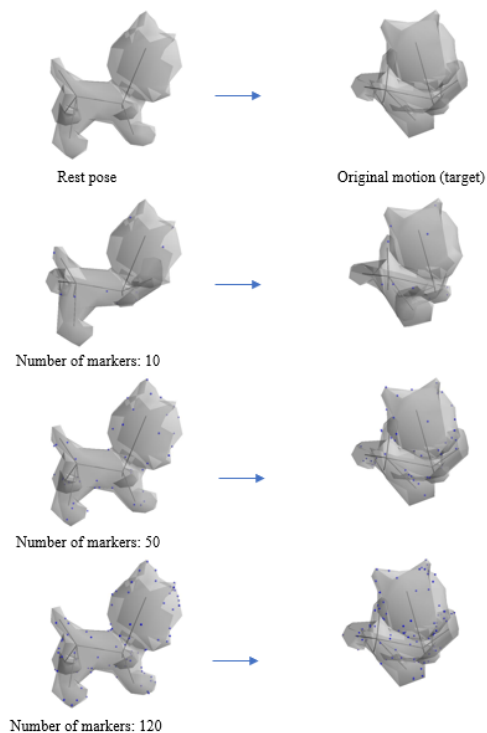 Rest pose
Original motion (target)
Number of markers: 10
Number of markers: 50
Number of markers: 120